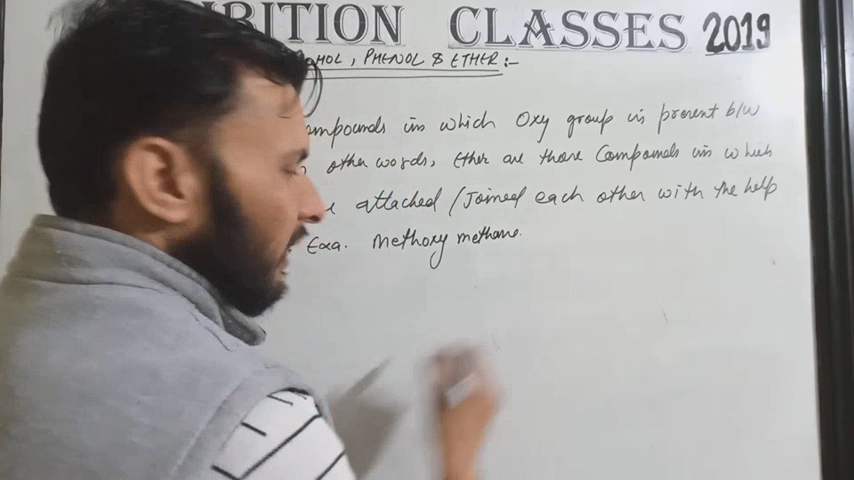 BITION CLASSES 2019
OHOL, PHENOL & ETHER :-
ompounds in which Oxy group is present b/w
other words, Ether are those Compounds in which
attached / Joined each other with the help
Exa. Methoxy methane.